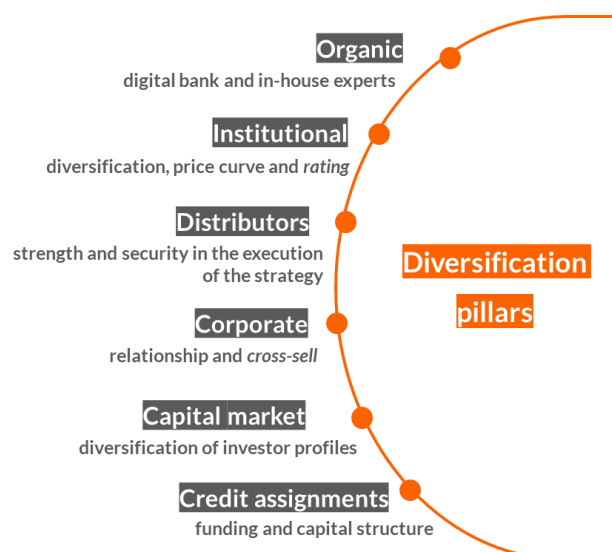 Organic
digital bank and in-house experts
Institutional
diversification, price curve and rating
Distributors
strength and security in the execution
of the strategy
Diversification
pillars
Corporate
relationship and cross-sell
Capital market
diversification of investor profiles
Credit assignments
funding and capital structure